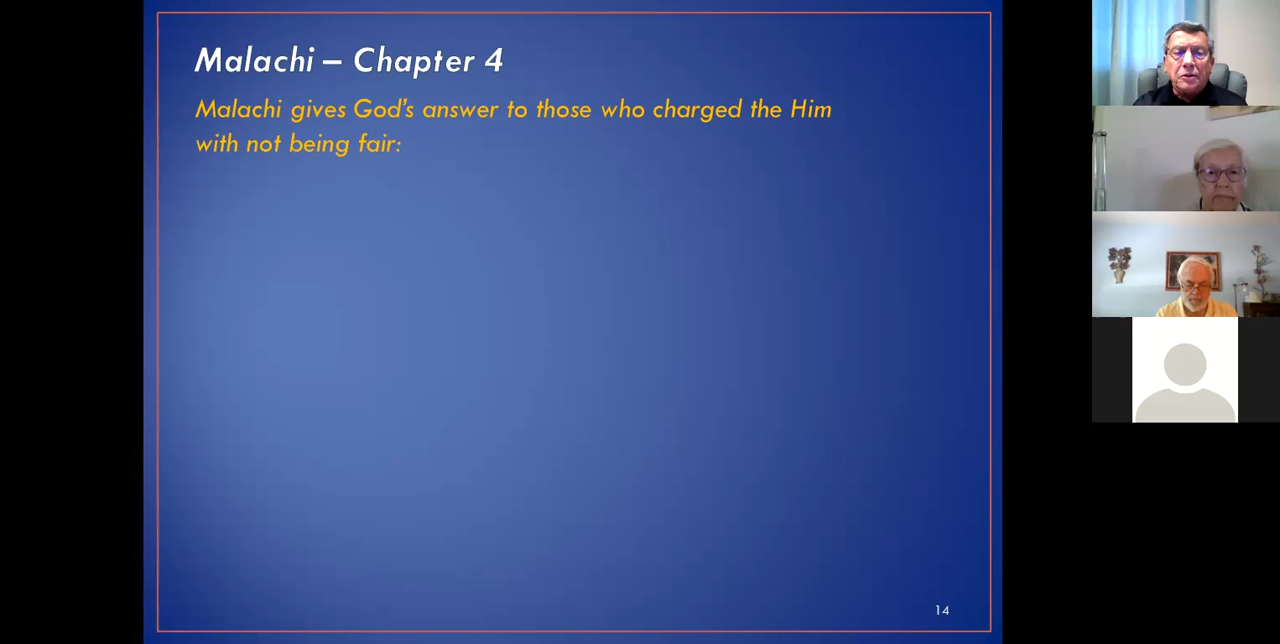 Malachi – Chapter 4
Malachi gives God’s answer to those who charged the Him
with not being fair:
14